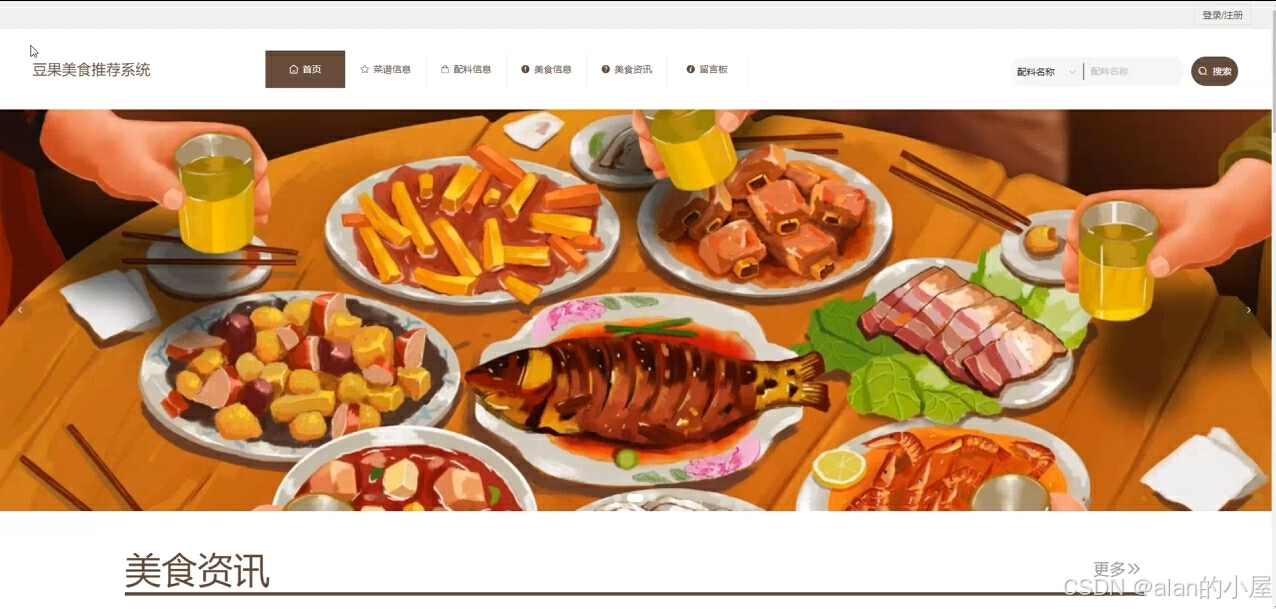 登录/注册
豆果美食推荐系统
首页 菜谱信息 配料信息 美食信息 美食资讯 留言板
配料名称 配料名称 搜索
美食资讯
更多
CSDN @alan的小屋